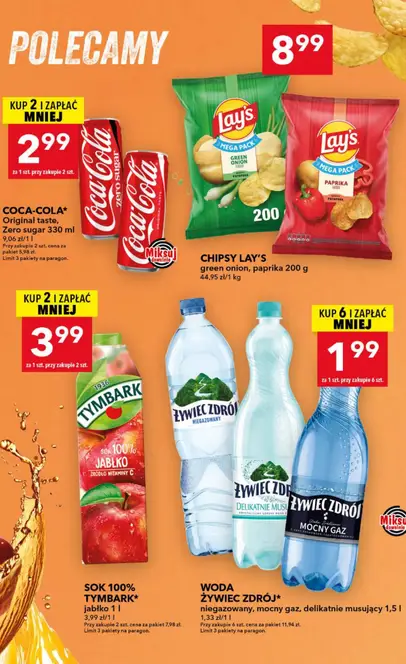 POLECAMY
8 99
KUP 2 I ZAPŁAĆ
MNIEJ
2 99
za 1 szt. przy zakupie 2 szt.
Coca-Cola
zero sugar
Coca-Cola
Miksuj
COCA-COLA*
Original taste,
Zero sugar 330 ml
9,06 zł/1 l
Przy zakupie 2 szt. cena za
pakiet 5,98 zł.
Limit 3 pakiety na paragon.
Lay's
MEGA PACK
GREEN
ONION
200
Lay's
MEGA PACK
PAPRIKA
CHIPSY LAY'S
green onion, paprika 200 g
44,95 zł/1 kg
KUP 2 I ZAPŁAĆ
MNIEJ
3 99
za 1 szt. przy zakupie 2 szt.
1936
TYMBARK
100%
JABŁKO
ŹRÓDŁO WITAMINY C
KUP 6 I ZAPŁAĆ
MNIEJ
1 99
za 1 szt. przy zakupie 6 szt.
ŻYWIEC ZDRÓJ
NIEGAZOWANY
ŻYWIEC ZDRÓJ
DELIKATNIE MUSU
ŻYWIEC ZDRÓJ
MOCNY GAZ
Miksuj
SOK 100%
TYMBARK*
jabłko 1 l
3,99 zł/1 l
Przy zakupie 2 szt. cena za pakiet 7,98 zł.
Limit 3 pakiety na paragon.
WODA
ŻYWIEC ZDRÓJ*
niegazowany, mocny gaz, delikatnie musujący 1,5 l
1,33 zł/1 l
Przy zakupie 6 szt. cena za pakiet 11,94 zł.
Limit 3 pakiety na paragon.